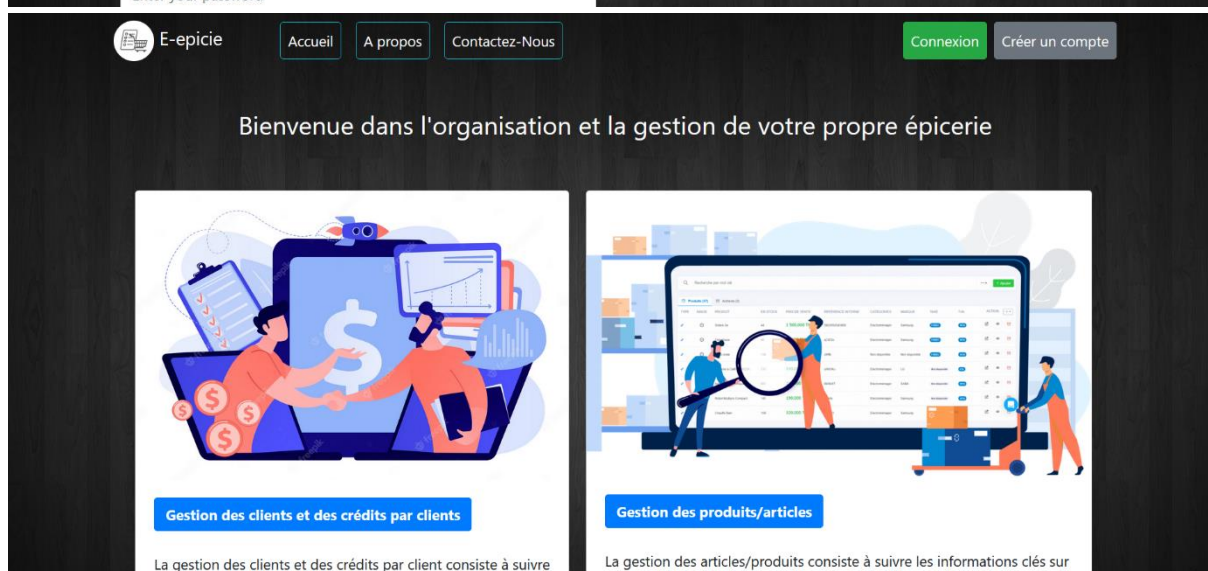 E-epicie
Accueil
A propos
Contactez-Nous
Connexion
Créer un compte
Bienvenue dans l'organisation et la gestion de votre propre épicerie
Gestion des clients et des crédits par clients
La gestion des clients et des crédits par client consiste à suivre
Gestion des produits/articles
La gestion des articles/produits consiste à suivre les informations clés sur